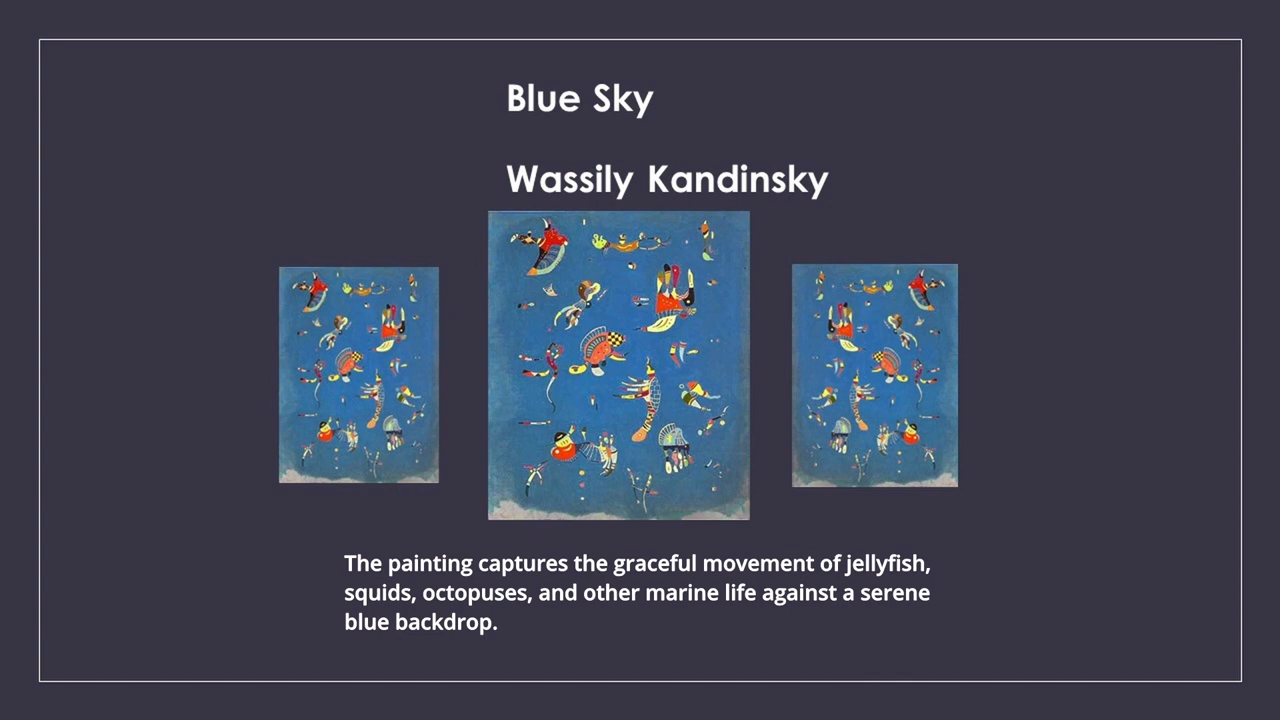 Blue Sky
Wassily Kandinsky
The painting captures the graceful movement of jellyfish,
squids, octopuses, and other marine life against a serene
blue backdrop.